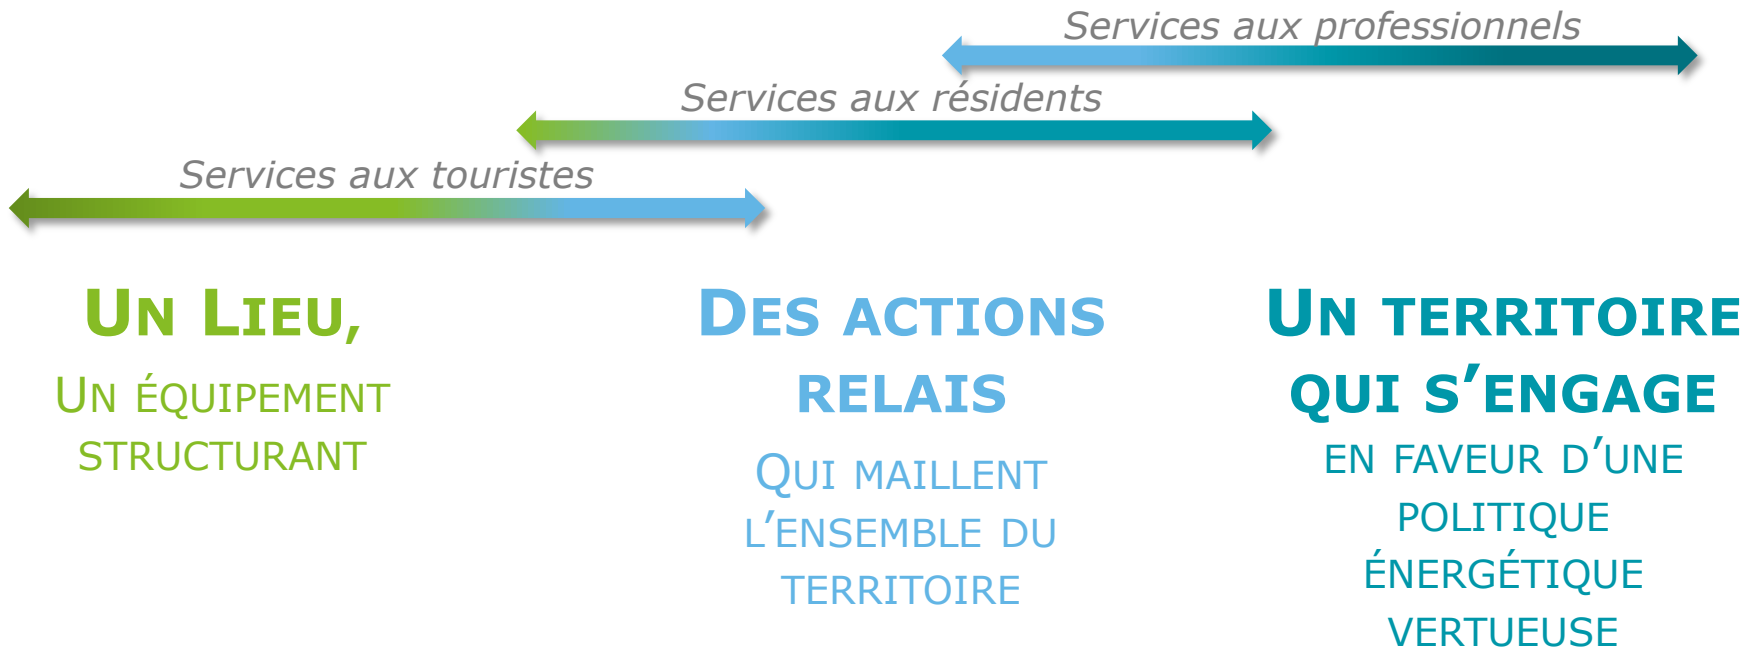 Services aux professionnels
Services aux résidents
Services aux touristes
UN LIEU,
UN ÉQUIPEMENT
STRUCTURANT
DES ACTIONS
RELAIS
QUI MAILLENT
L'ENSEMBLE DU
TERRITOIRE
UN TERRITOIRE
QUI S'ENGAGE
EN FAVEUR D'UNE
POLITIQUE
ÉNERGÉTIQUE
VERTUEUSE